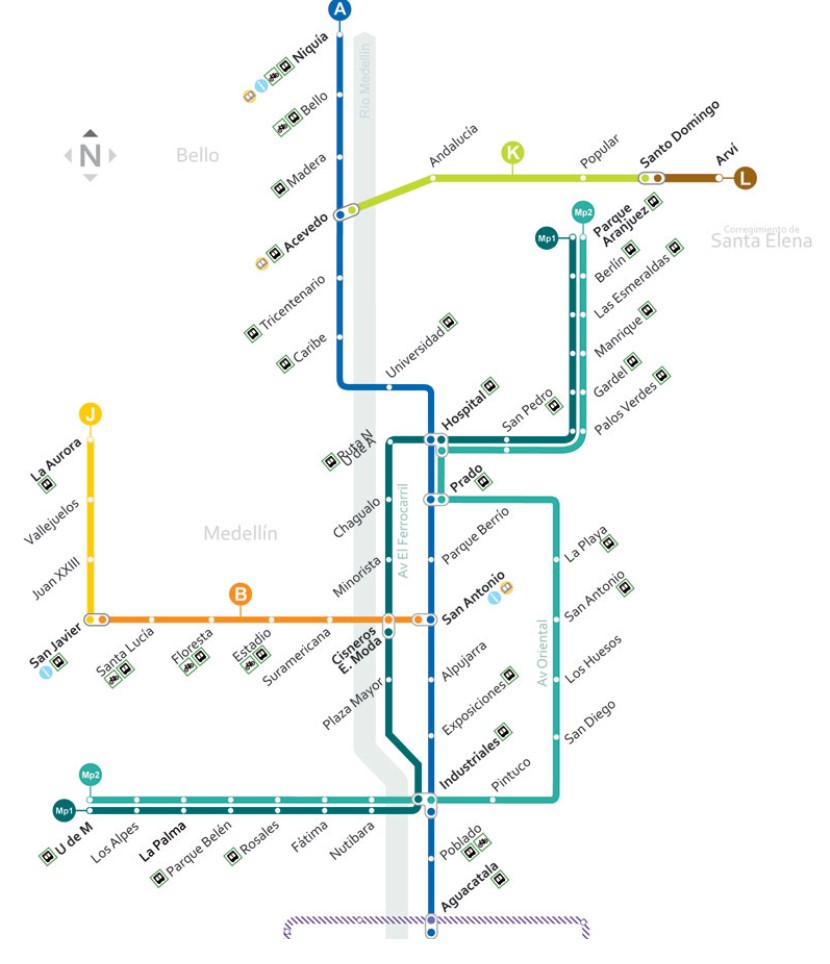 A
Niquía
Río Medellín
Bello
Madera
N
Bello
Acevedo
Andalucía
K
Popular
Santo Domingo
Arví
L
Mp2
Mp1
Parque
Aranjuez
Corregimiento de
Santa Elena
Berlín
Las Esmeraldas
Manrique
Gardel
Palos Verdes
Tricentenario
Caribe
Universidad
Hospital
San Pedro
J
La Aurora
Vallejuelos
Juan XXIII
San Javier
Medellín
Ruta N
U de A
Prado
Chagualo
Av El Ferrocarril
Minorista
Parque Berrío
La Playa
B
San Antonio
San Antonio
Santa Lucía
Floresta
Estadio
Suramericana
Cisneros
E. Moda
Alpujarra
Av Oriental
Los Huesos
Plaza Mayor
Exposiciones
San Diego
Industriales
Pintuco
Mp2
Mp1
U de M
Los Alpes
La Palma
Parque Belén
Rosales
Fátima
Nutibara
Poblado
Aguacatala